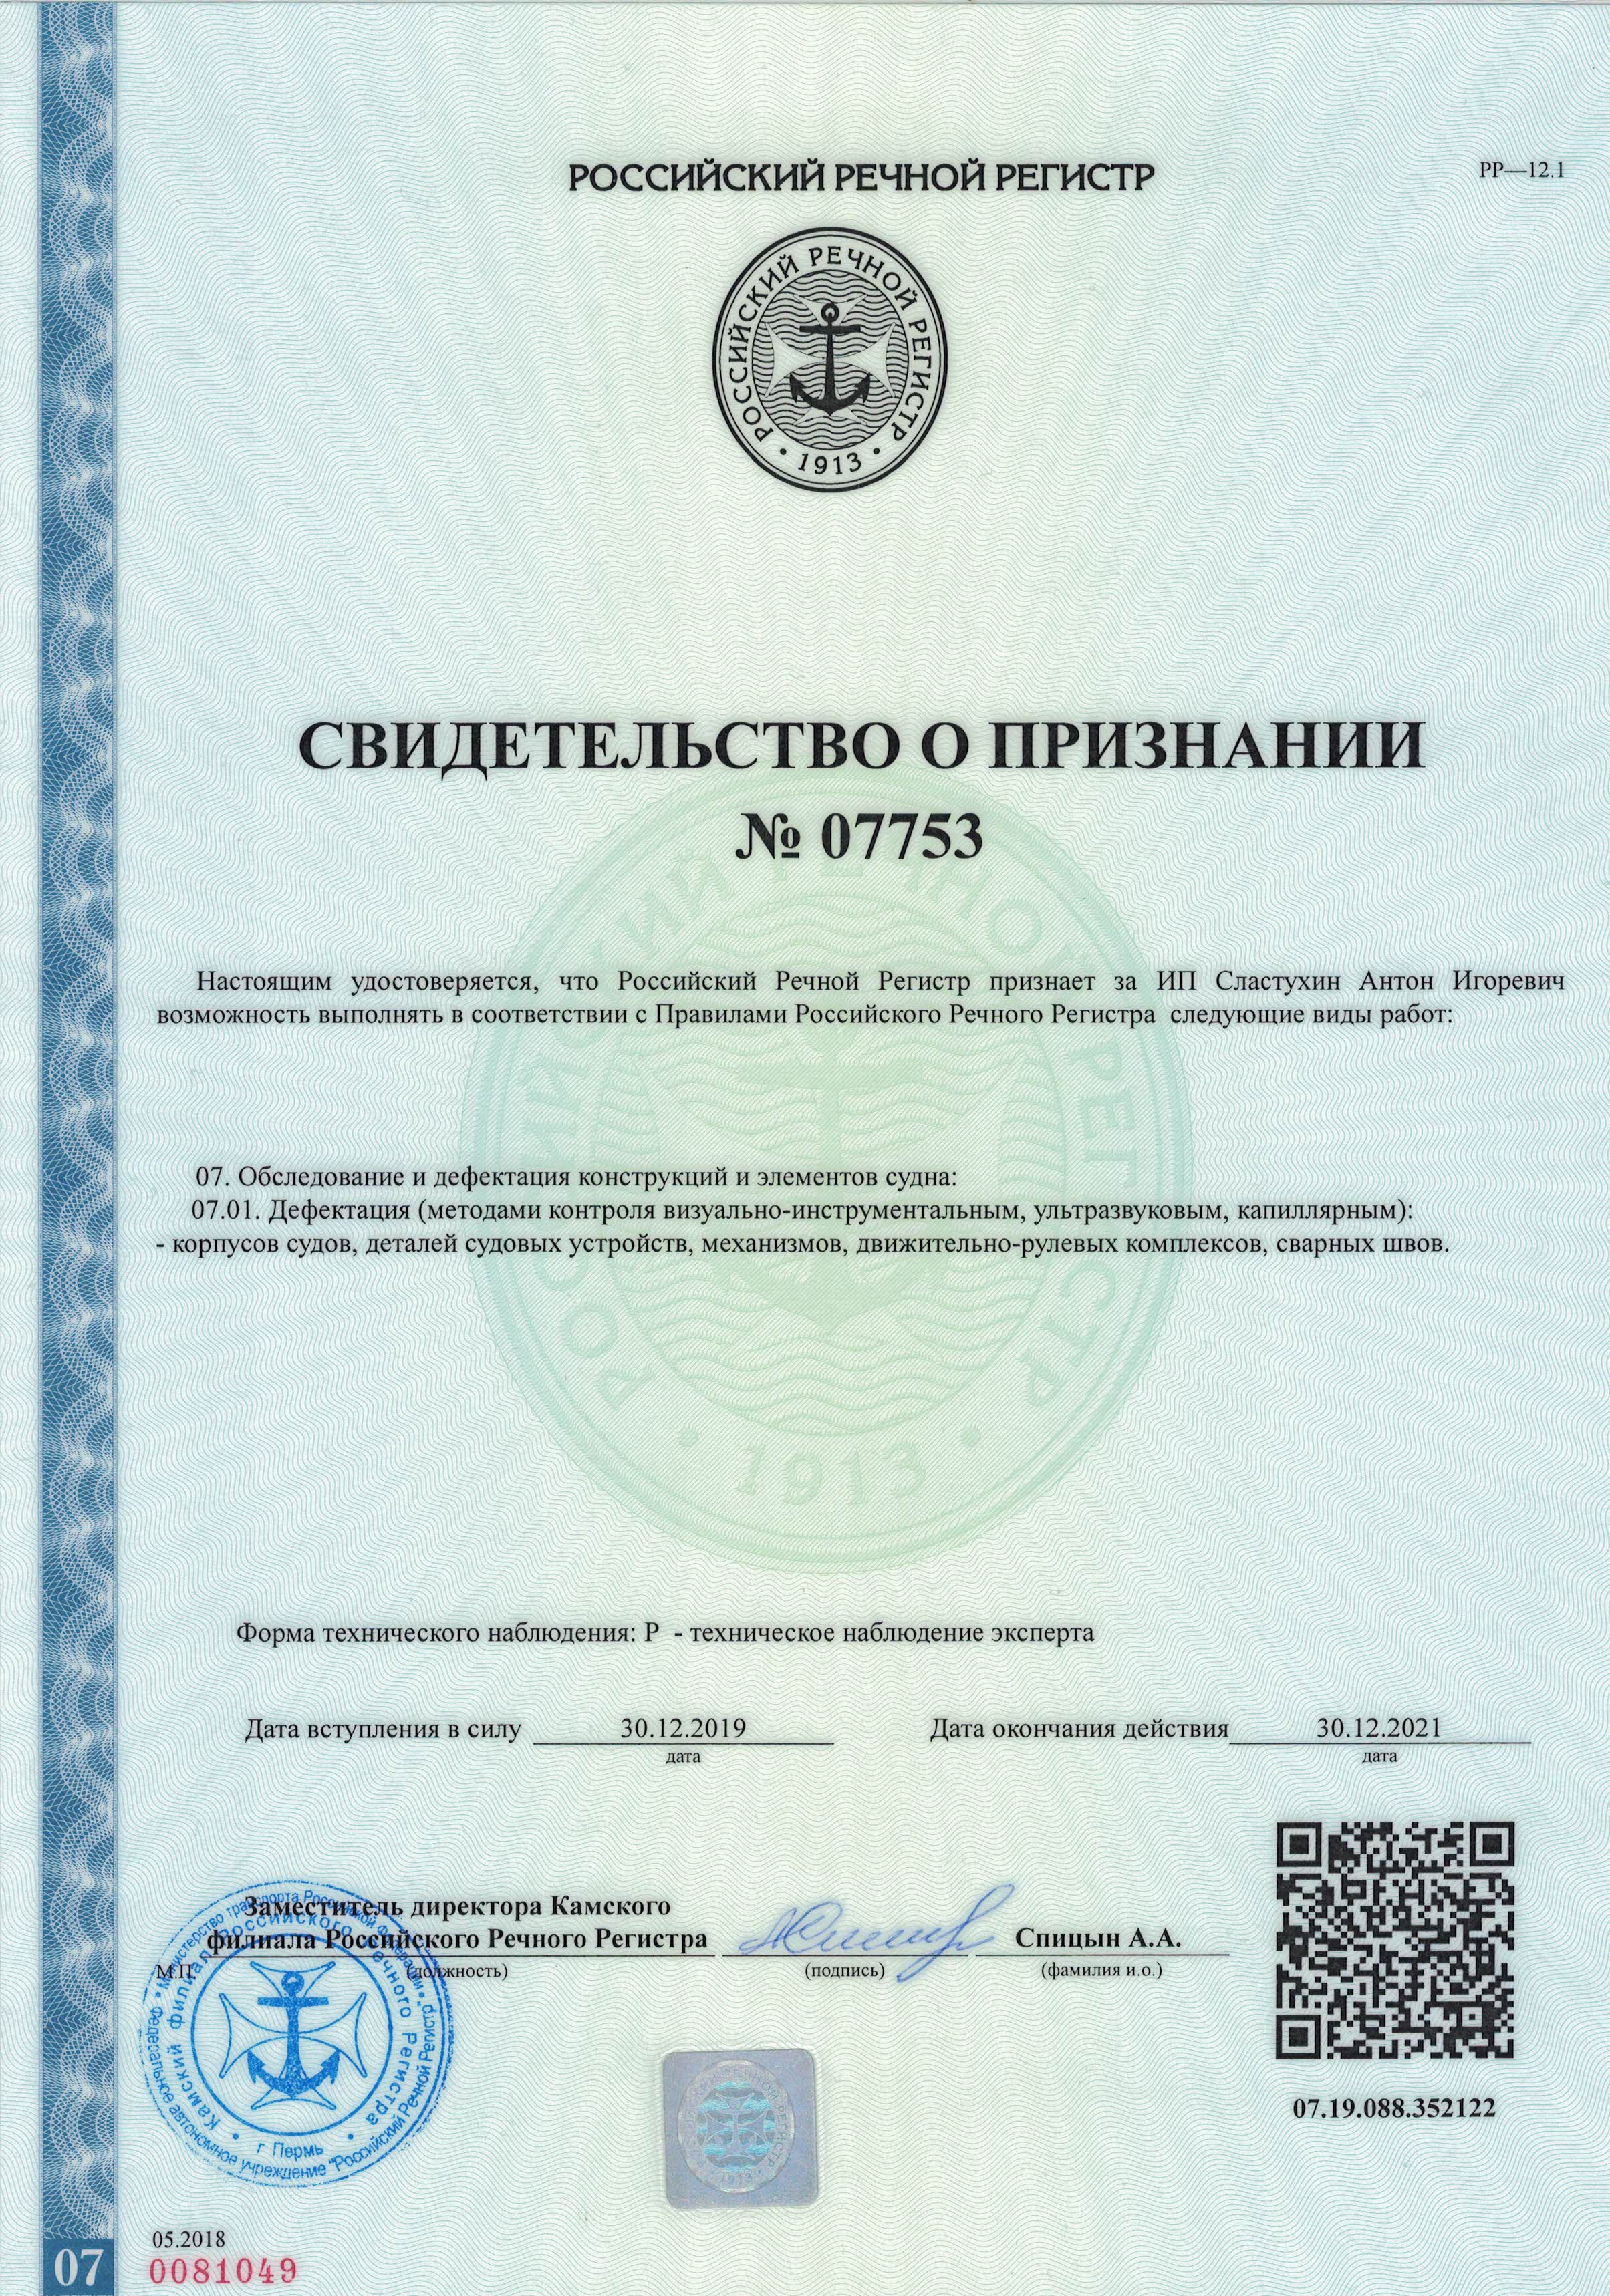 РОССИЙСКИЙ РЕЧНОЙ РЕГИСТР
РР—12.1
РОССИЙСКИЙ РЕЧНОЙ РЕГИСТР
• 1913 •
СВИДЕТЕЛЬСТВО О ПРИЗНАНИИ
№ 07753
Настоящим удостоверяется, что Российский Речной Регистр признает за ИП Сластухин Антон Игоревич
возможность выполнять в соответствии с Правилами Российского Речного Регистра следующие виды работ:
07. Обследование и дефектация конструкций и элементов судна:
07.01. Дефектация (методами контроля визуально-инструментальным, ультразвуковым, капиллярным):
- корпусов судов, деталей судовых устройств, механизмов, движительно-рулевых комплексов, сварных швов.
РОССИЙСКИЙ РЕЧНОЙ РЕГИСТР
• 1913 •
Форма технического наблюдения: Р - техническое наблюдение эксперта
Дата вступления в силу 30.12.2019 Дата окончания действия 30.12.2021
дата дата
Заместитель директора Камского
филиала Российского Речного Регистра Спицын А.А.
М.П. (должность) (подпись) (фамилия и.о.)
Министерство транспорта Российской Федерации • Федеральное автономное учреждение "Российский Речной Регистр"
Камский филиал Российского Речного Регистра
• г Пермь •
07.19.088.352122
1913
05.2018
07 0081049